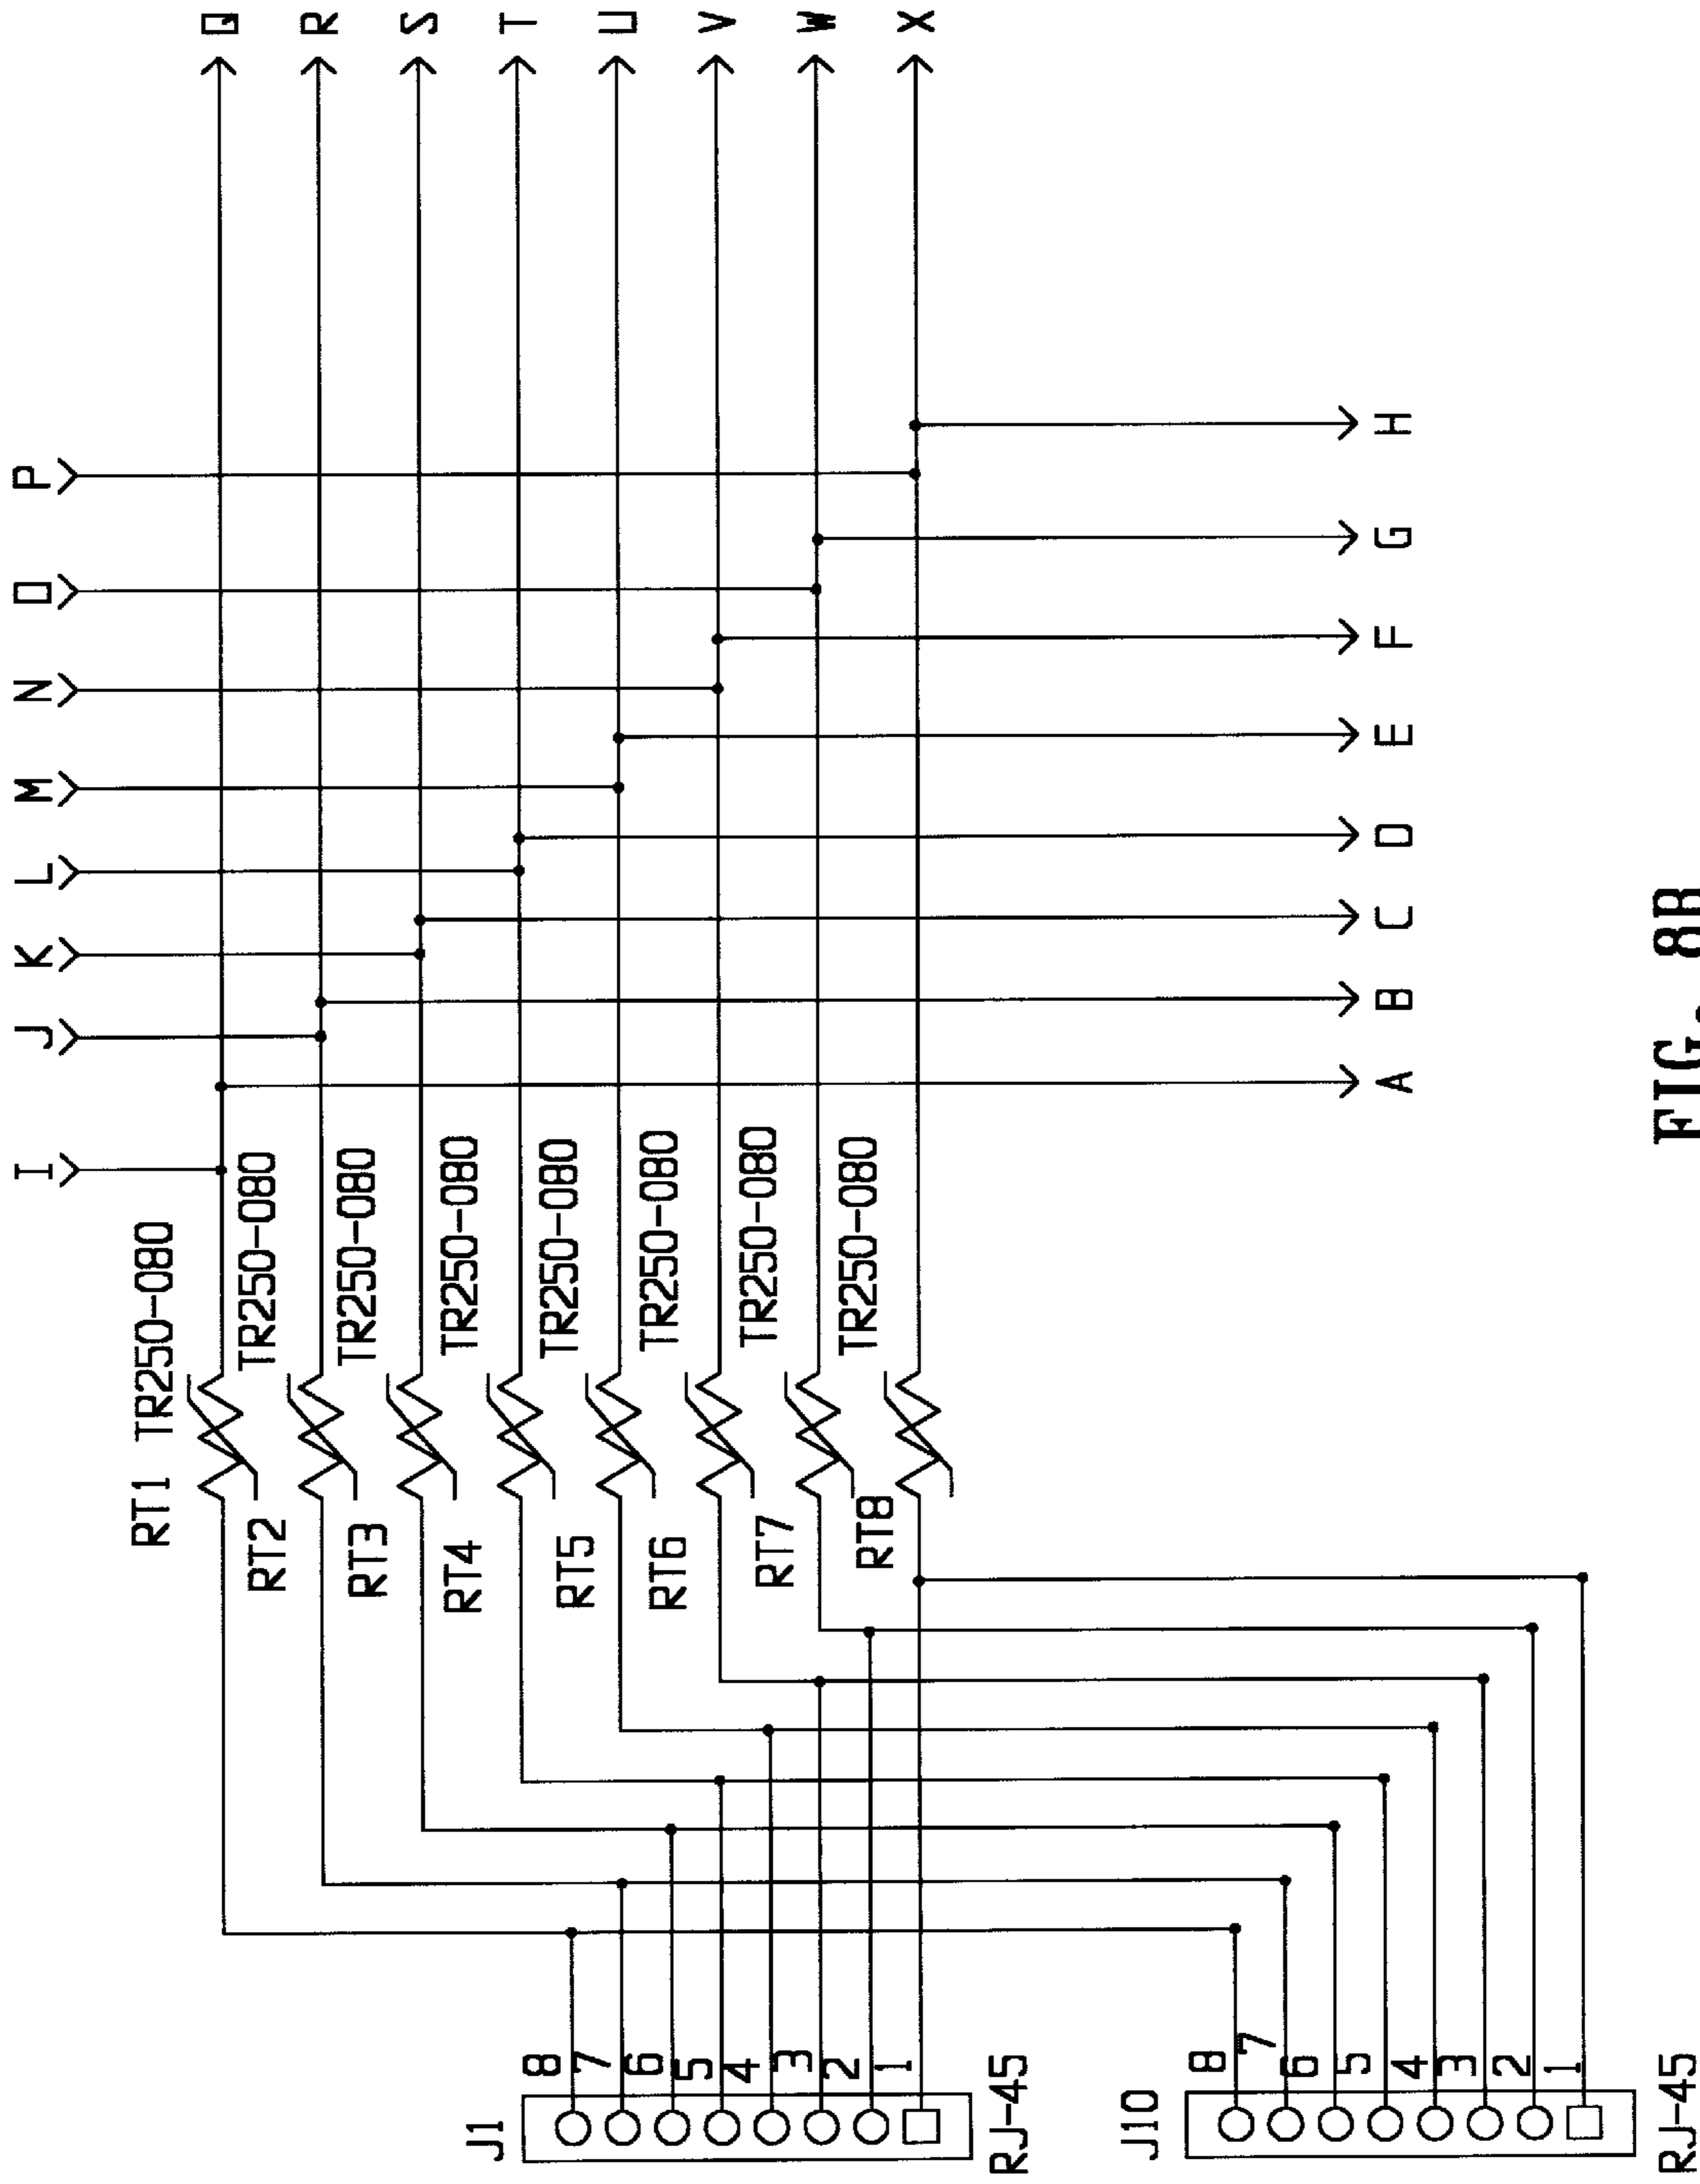 I J K L M N O P
RT1 TR250-080
Q
RT2 TR250-080
R
RT3 TR250-080
S
RT4 TR250-080
T
RT5 TR250-080
U
RT6 TR250-080
V
RT7 TR250-080
W
RT8 TR250-080
X
J1
8
7
6
5
4
3
2
1
RJ-45
J10
8
7
6
5
4
3
2
1
RJ-45
A B C D E F G H
FIG. 8B